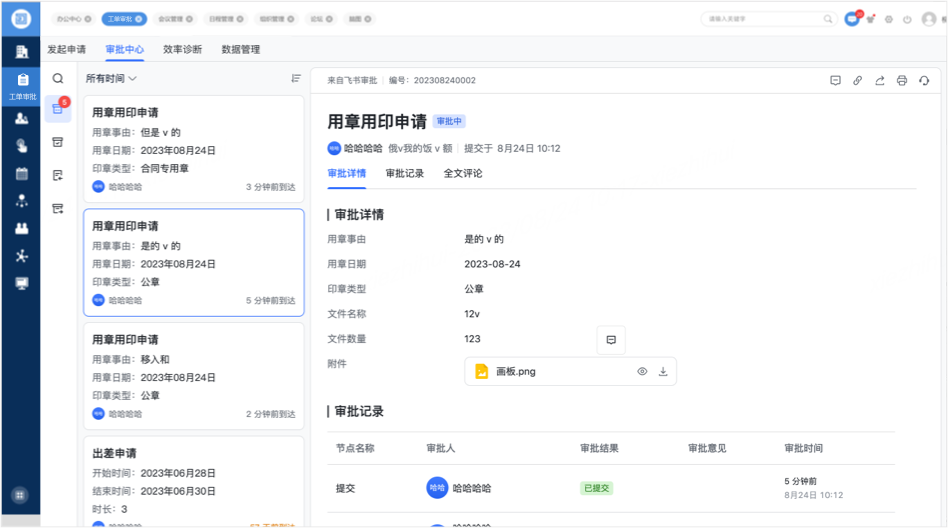 办公中心 工单审批 会议管理 日程管理 组织管理 论坛 脑图 请输入关键字
发起申请 审批中心 效率诊断 数据管理
工单审批
5
所有时间
用章用印申请
用章事由：但是 v 的
用章日期：2023年08月24日
印章类型：合同专用章
哈哈 哈哈哈哈 3 分钟前到达
用章用印申请
用章事由：是的 v 的
用章日期：2023年08月24日
印章类型：公章
哈哈 哈哈哈哈 5 分钟前到达
用章用印申请
用章事由：移入和
用章日期：2023年08月24日
印章类型：公章
哈哈 哈哈哈哈 2 分钟前到达
出差申请
开始时间：2023年06月28日
结束时间：2023年06月30日
时长：3
来自飞书审批 编号：202308240002
用章用印申请 审批中
哈哈 哈哈哈哈 俄v我的饭 v 额 提交于 8月24日 10:12
审批详情 审批记录 全文评论
审批详情
用章事由 是的 v 的
用章日期 2023-08-24
印章类型 公章
文件名称 12v
文件数量 123
附件 画板.png
审批记录
节点名称 审批人 审批结果 审批意见 审批时间
提交 哈哈 哈哈哈哈 已提交 5 分钟前
8月24日 10:12